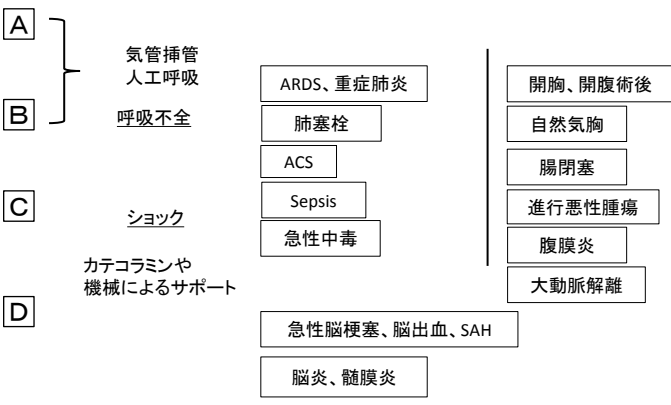 A
気管挿管
人工呼吸
B
呼吸不全
C
ショック
カテコラミンや
機械によるサポート
D
ARDS、重症肺炎
肺塞栓
ACS
Sepsis
急性中毒
急性脳梗塞、脳出血、SAH
脳炎、髄膜炎
開胸、開腹術後
自然気胸
腸閉塞
進行悪性腫瘍
腹膜炎
大動脈解離